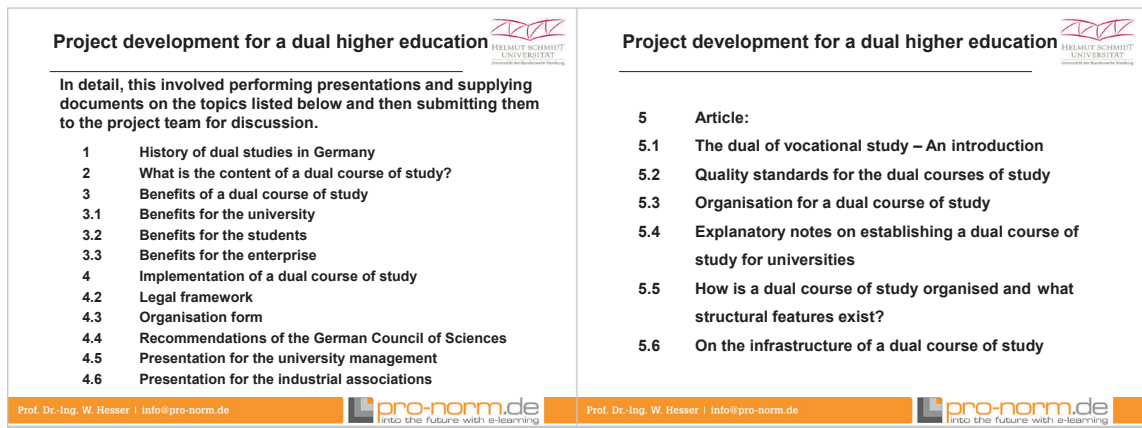 Project development for a dual higher education
HELMUT SCHMIDT
UNIVERSITÄT
Universität der Bundeswehr Hamburg
In detail, this involved performing presentations and supplying
documents on the topics listed below and then submitting them
to the project team for discussion.
1 History of dual studies in Germany
2 What is the content of a dual course of study?
3 Benefits of a dual course of study
3.1 Benefits for the university
3.2 Benefits for the students
3.3 Benefits for the enterprise
4 Implementation of a dual course of study
4.2 Legal framework
4.3 Organisation form
4.4 Recommendations of the German Council of Sciences
4.5 Presentation for the university management
4.6 Presentation for the industrial associations
Prof. Dr.-Ing. W. Hesser | info@pro-norm.de
pro-norm.de
into the future with e-learning
Project development for a dual higher education
HELMUT SCHMIDT
UNIVERSITÄT
Universität der Bundeswehr Hamburg
5 Article:
5.1 The dual of vocational study – An introduction
5.2 Quality standards for the dual courses of study
5.3 Organisation for a dual course of study
5.4 Explanatory notes on establishing a dual course of
study for universities
5.5 How is a dual course of study organised and what
structural features exist?
5.6 On the infrastructure of a dual course of study
Prof. Dr.-Ing. W. Hesser | info@pro-norm.de
pro-norm.de
into the future with e-learning